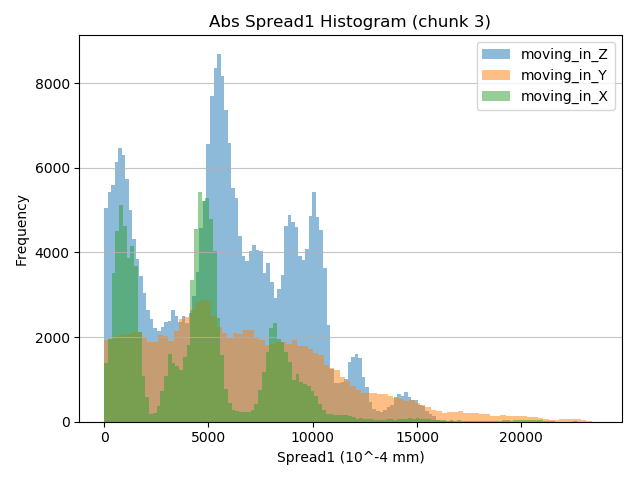 Abs Spread1 Histogram (chunk 3)
moving_in_Z
moving_in_Y
moving_in_X
Frequency
8000
6000
4000
2000
0
0 5000 10000 15000 20000
Spread1 (10^-4 mm)